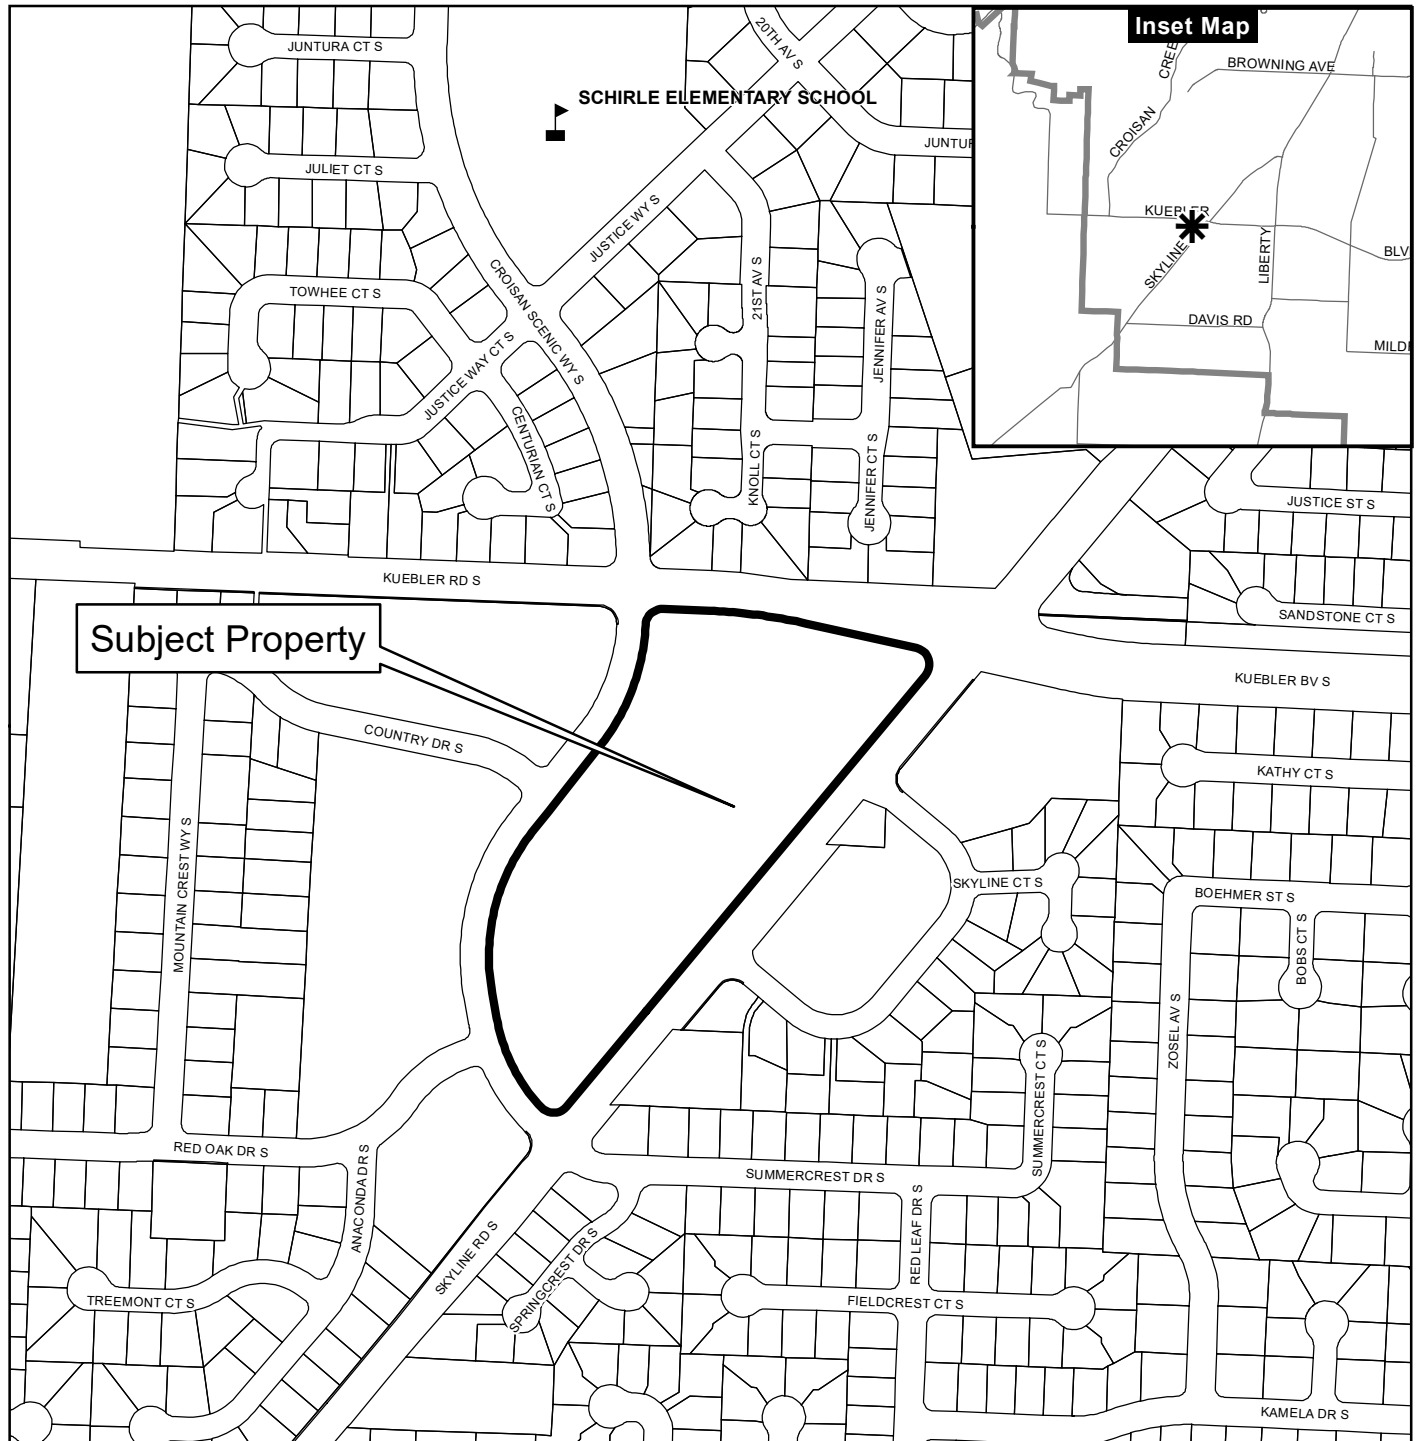 JUNTURA CT S
20TH AV S
SCHIRLE ELEMENTARY SCHOOL
JULIET CT S
JUSTICE WY S
TOWHEE CT S
CROISAN SCENIC WY S
21ST AV S
JENNIFER AV S
JUSTICE WAY CT S
CENTURIAN CT S
KNOLL CT S
JENNIFER CT S
Inset Map
BROWNING AVE
CROISAN
KUEBLER
SKYLINE
LIBERTY
DAVIS RD
JUSTICE ST S
KUEBLER RD S
SANDSTONE CT S
Subject Property
KUEBLER BV S
COUNTRY DR S
KATHY CT S
MOUNTAIN CREST WY S
SKYLINE CT S
BOEHMER ST S
BOBS CT S
ZOSEL AV S
SUMMERCREST CT S
RED OAK DR S
ANACONDA DR S
SUMMERCREST DR S
RED LEAF DR S
SKYLINE RD S
SPRINGCREST DR S
TREEMONT CT S
FIELDCREST CT S
KAMELA DR S